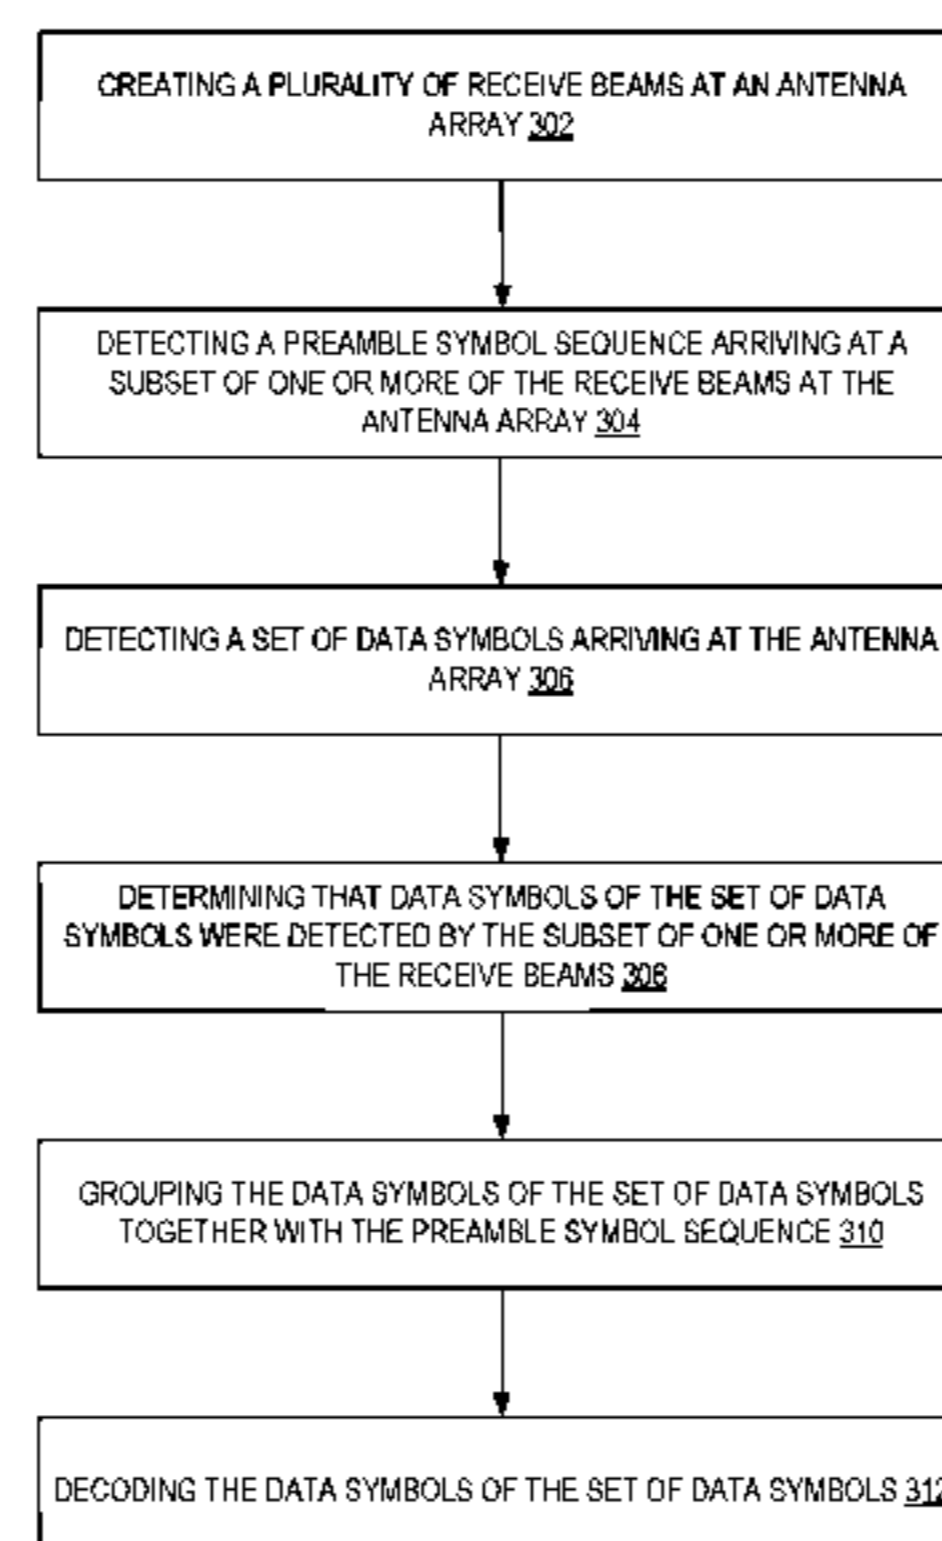 CREATING A PLURALITY OF RECEIVE BEAMS AT AN ANTENNA
ARRAY 302
DETECTING A PREAMBLE SYMBOL SEQUENCE ARRIVING AT A
SUBSET OF ONE OR MORE OF THE RECEIVE BEAMS AT THE
ANTENNA ARRAY 304
DETECTING A SET OF DATA SYMBOLS ARRIVING AT THE ANTENNA
ARRAY 306
DETERMINING THAT DATA SYMBOLS OF THE SET OF DATA
SYMBOLS WERE DETECTED BY THE SUBSET OF ONE OR MORE OF
THE RECEIVE BEAMS 308
GROUPING THE DATA SYMBOLS OF THE SET OF DATA SYMBOLS
TOGETHER WITH THE PREAMBLE SYMBOL SEQUENCE 310
DECODING THE DATA SYMBOLS OF THE SET OF DATA SYMBOLS 312